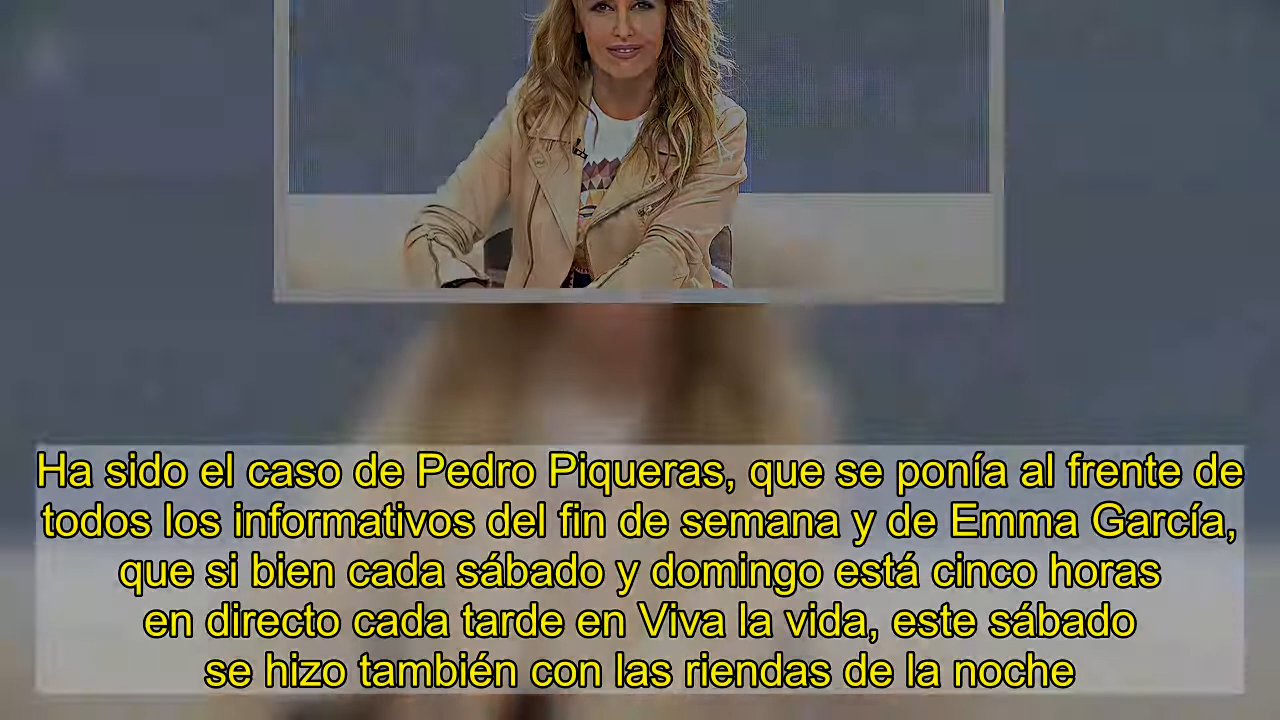 Ha sido el caso de Pedro Piqueras, que se ponía al frente de
todos los informativos del fin de semana y de Emma García,
que si bien cada sábado y domingo está cinco horas
en directo cada tarde en Viva la vida, este sábado
se hizo también con las riendas de la noche